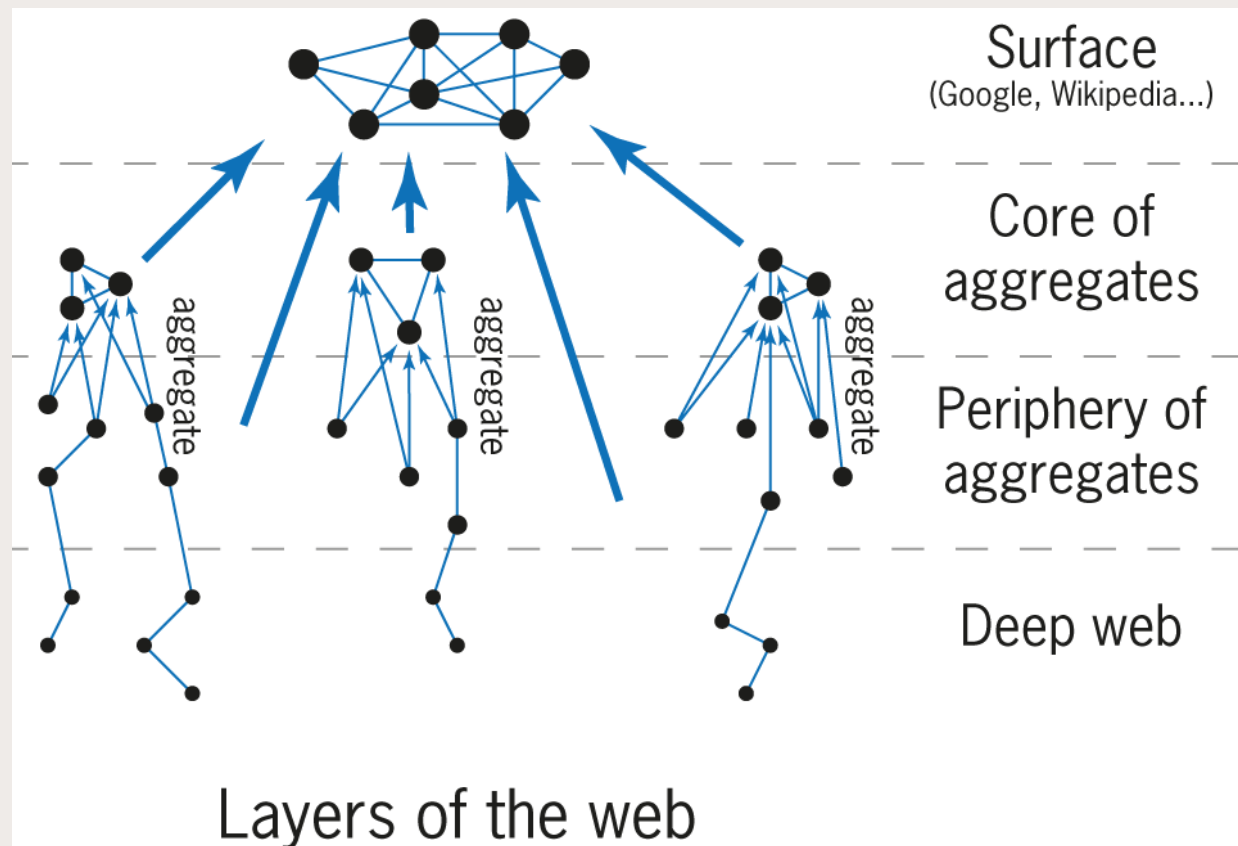 Surface
(Google, Wikipedia...)
Core of
aggregates
aggregate
aggregate
aggregate
Periphery of
aggregates
Deep web
Layers of the web